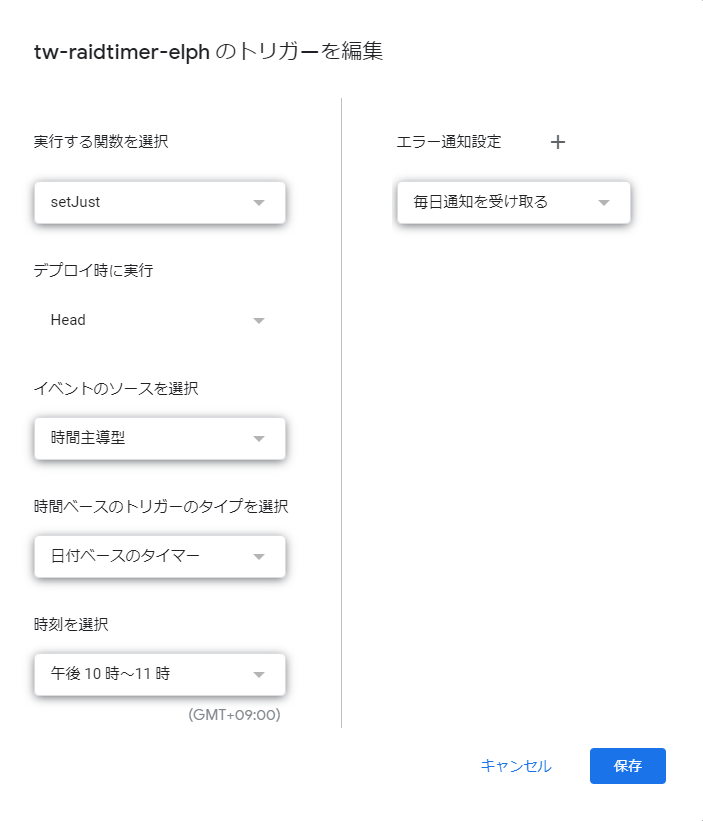 tw-raidtimer-elph のトリガーを編集
実行する関数を選択
setJust
デプロイ時に実行
Head
イベントのソースを選択
時間主導型
時間ベースのトリガーのタイプを選択
日付ベースのタイマー
時刻を選択
午後 10 時～11 時
(GMT+09:00)
エラー通知設定
毎日通知を受け取る
キャンセル
保存